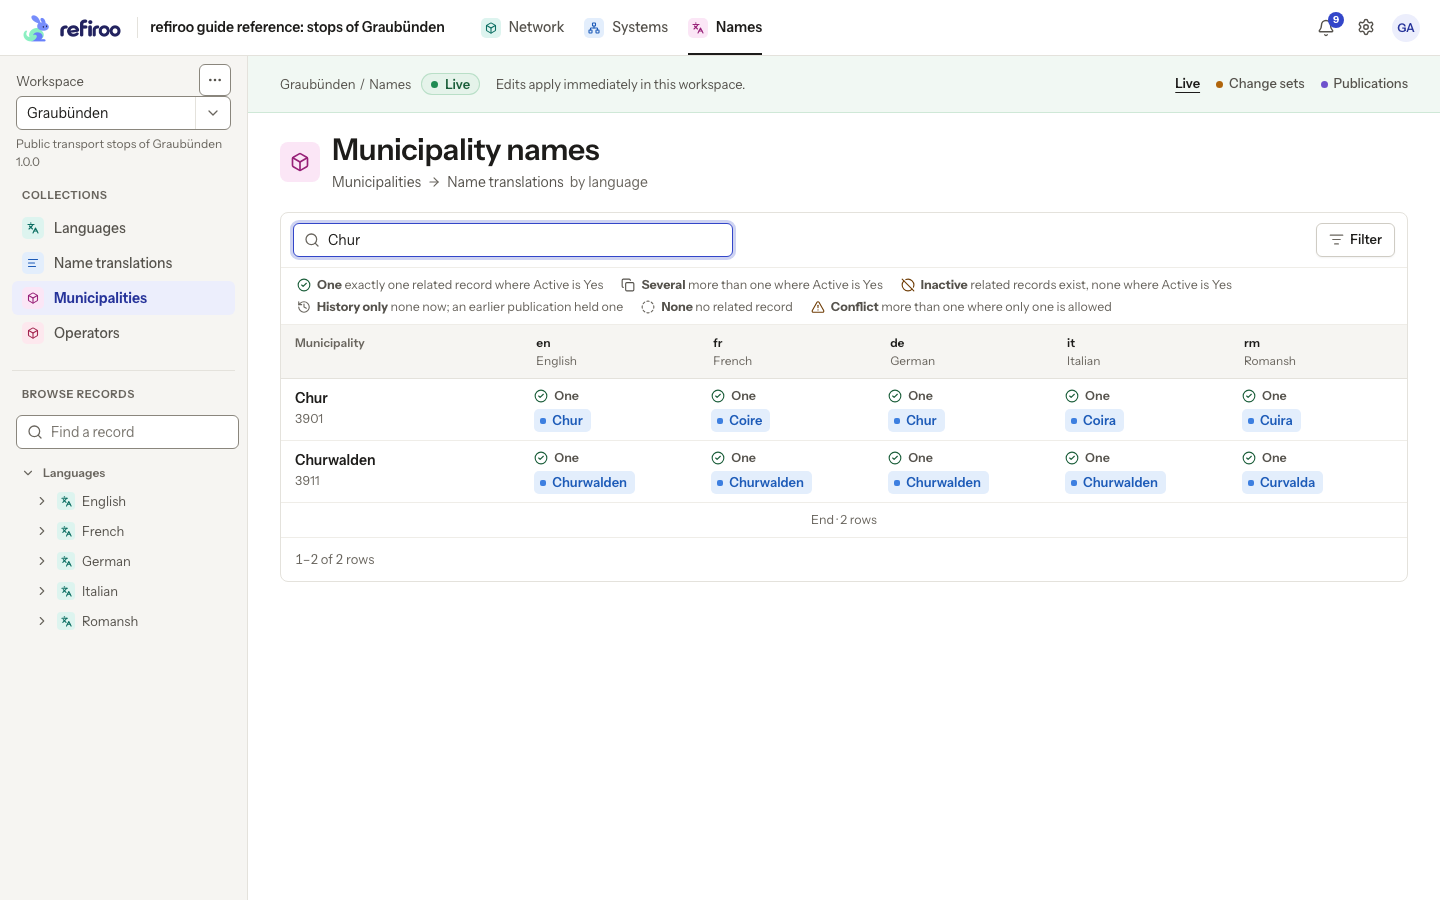 refiroo
refiroo guide reference: stops of Graubünden
Network
Systems
Names
9
GA
Workspace
Graubünden
Public transport stops of Graubünden
1.0.0
COLLECTIONS
Languages
Name translations
Municipalities
Operators
BROWSE RECORDS
Find a record
Languages
English
French
German
Italian
Romansh
Graubünden / Names
Live
Edits apply immediately in this workspace.
Live
Change sets
Publications
Municipality names
Municipalities → Name translations by language
Chur
Filter
One exactly one related record where Active is Yes
Several more than one where Active is Yes
Inactive related records exist, none where Active is Yes
History only none now; an earlier publication held one
None no related record
Conflict more than one where only one is allowed
Municipality
en
English
fr
French
de
German
it
Italian
rm
Romansh
Chur
3901
One
Chur
One
Coire
One
Chur
One
Coira
One
Cuira
Churwalden
3911
One
Churwalden
One
Churwalden
One
Churwalden
One
Churwalden
One
Curvalda
End · 2 rows
1–2 of 2 rows